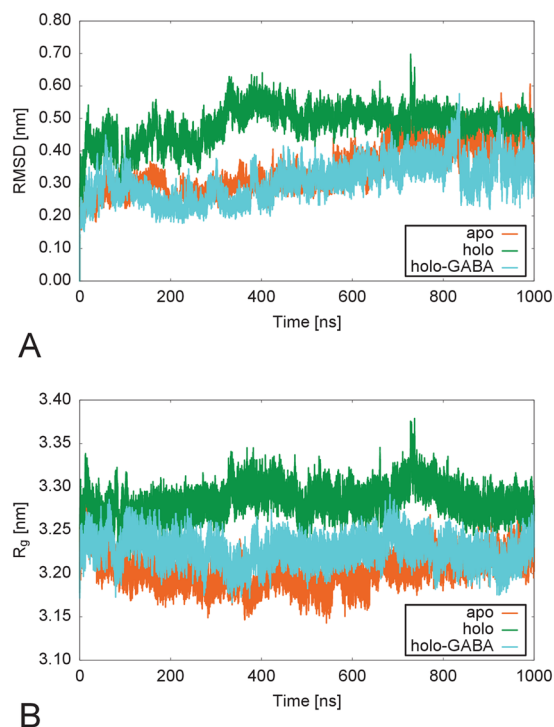 0.80
0.70
0.60
0.50
0.40
0.30
0.20
0.10
0.00
RMSD [nm]
apo
holo
holo-GABA
0 200 400 600 800 1000
Time [ns]
A
3.40
3.35
3.30
3.25
3.20
3.15
3.10
Rg [nm]
apo
holo
holo-GABA
0 200 400 600 800 1000
Time [ns]
B